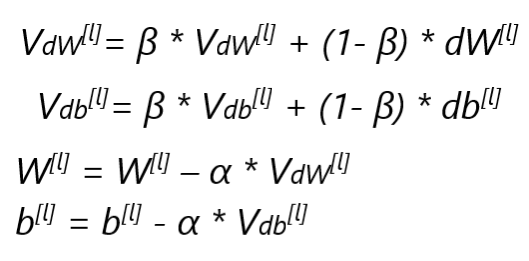 VdW[l] = β * VdW[l] + (1- β) * dW[l]
Vdb[l] = β * Vdb[l] + (1- β) * db[l]
W[l] = W[l] – α * VdW[l]
b[l] = b[l] - α * Vdb[l]